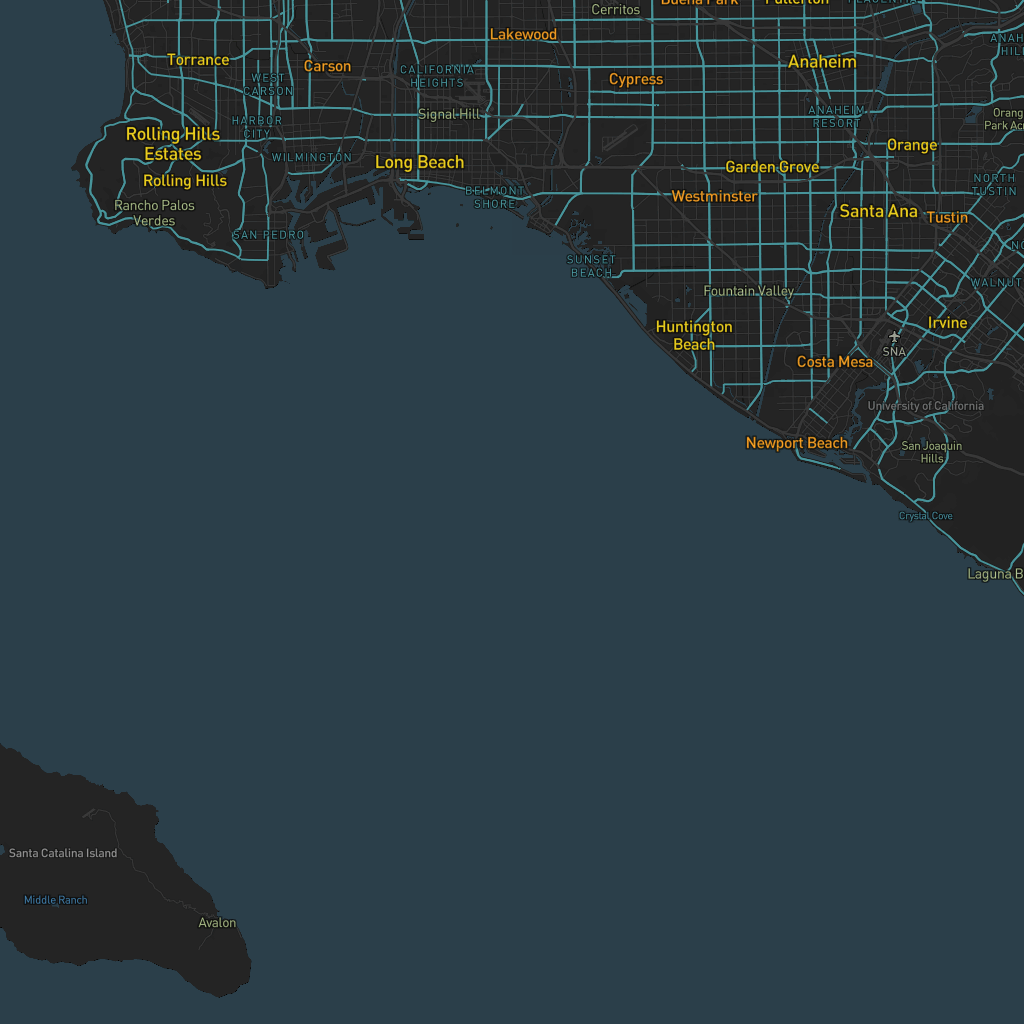 Cerritos
Buena Park
Fullerton
PLACENTIA
Lakewood
Torrance
Carson
CALIFORNIA
HEIGHTS
Cypress
Anaheim
WEST
CARSON
Signal Hill
ANAHEIM
RESORT
HARBOR
CITY
Rolling Hills
Estates
WILMINGTON
Long Beach
Garden Grove
Orange
Rolling Hills
BELMONT
SHORE
Westminster
NORTH
TUSTIN
Rancho Palos
Verdes
Santa Ana
Tustin
SAN PEDRO
SUNSET
BEACH
WALNUT
Fountain Valley
Huntington
Beach
Irvine
SNA
Costa Mesa
University of California
Newport Beach
San Joaquin
Hills
Crystal Cove
Laguna B
Santa Catalina Island
Middle Ranch
Avalon